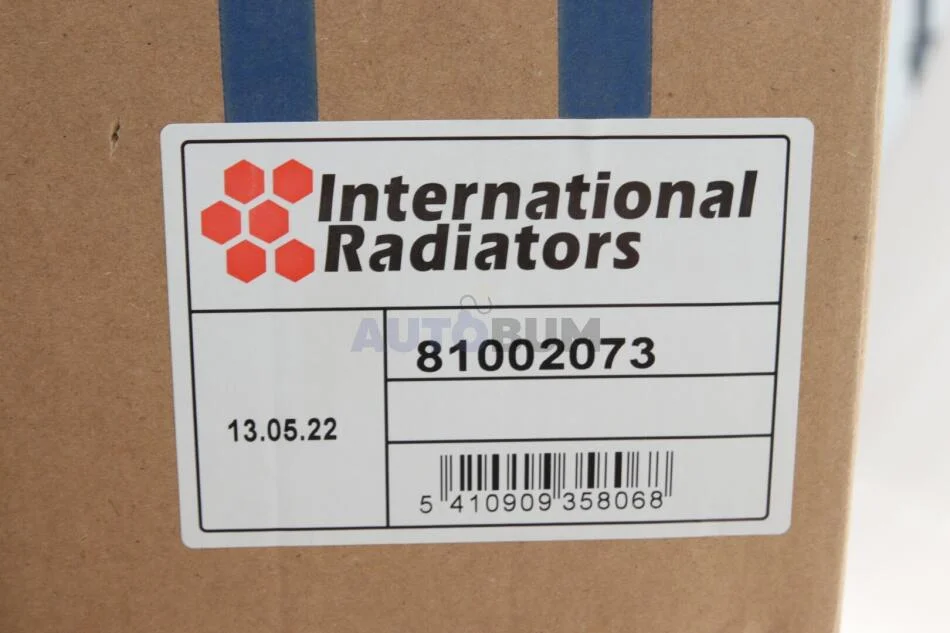 International
Radiators
AUTOBUM
81002073
13.05.22
5 410909 358068